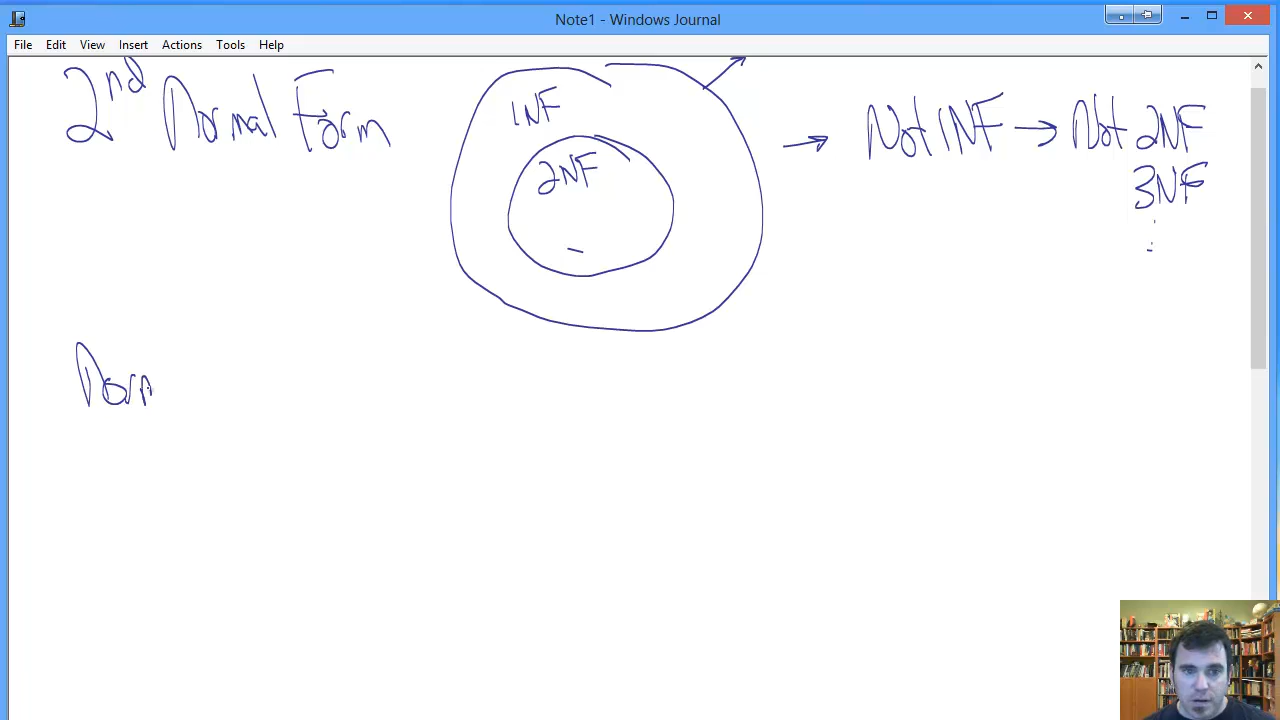 Note1 - Windows Journal
File Edit View Insert Actions Tools Help
2nd Normal Form
1NF
2NF
Not 1NF → Not 2NF
3NF
Nor